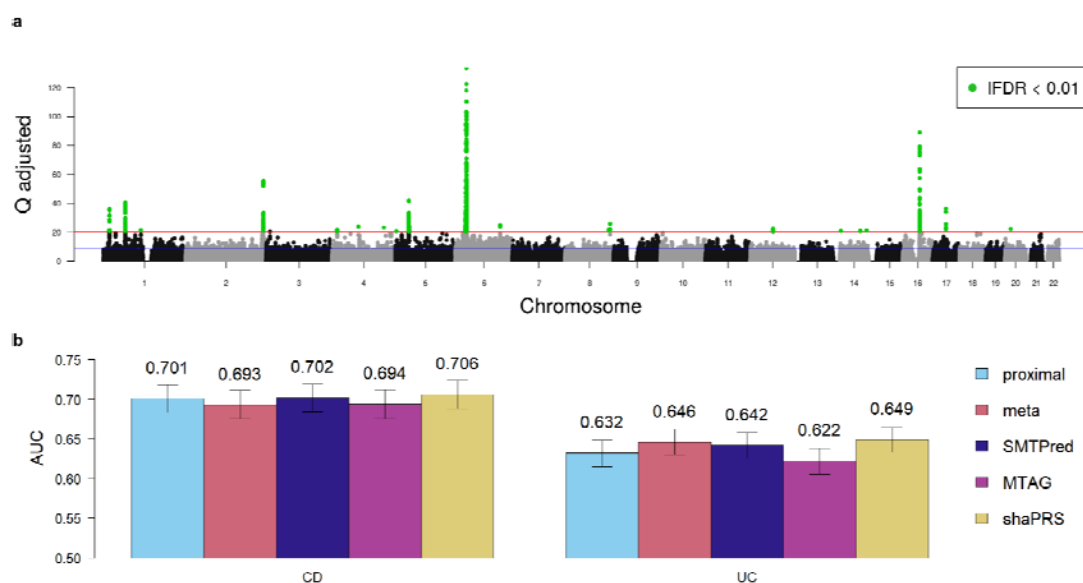 a
Q adjusted
120
100
80
60
40
20
0
lFDR < 0.01
1 2 3 4 5 6 7 8 9 10 11 12 13 14 15 16 17 18 19 20 21 22
Chromosome
b
AUC
0.75
0.70
0.65
0.60
0.55
0.50
0.701 0.693 0.702 0.694 0.706
0.632 0.646 0.642 0.622 0.649
CD UC
proximal
meta
SMTPred
MTAG
shaPRS